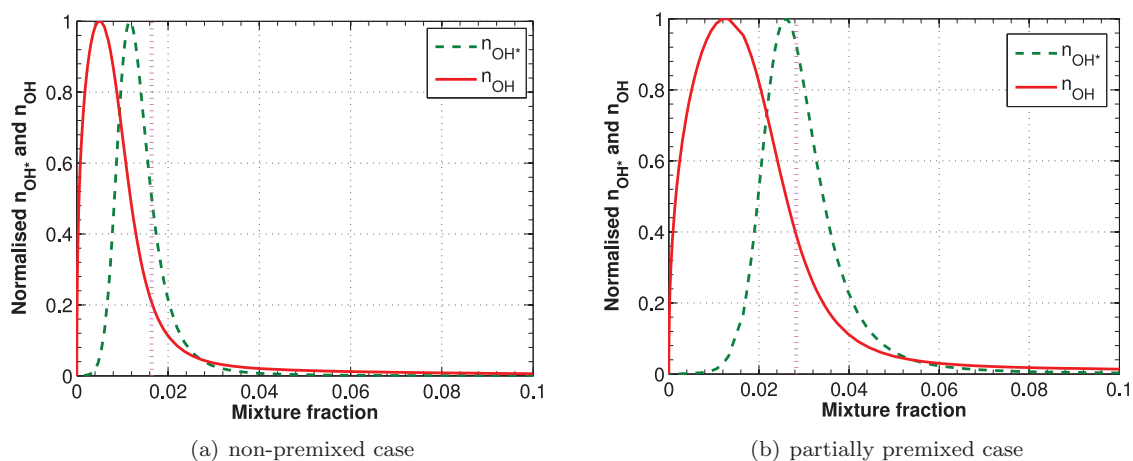 Normalised n_OH* and n_OH
1
0.8
0.6
0.4
0.2
0
0
0.02
0.04
0.06
0.08
0.1
Mixture fraction
n_OH*
n_OH
(a) non-premixed case
Normalised n_OH* and n_OH
1
0.8
0.6
0.4
0.2
0
0
0.02
0.04
0.06
0.08
0.1
Mixture fraction
n_OH*
n_OH
(b) partially premixed case